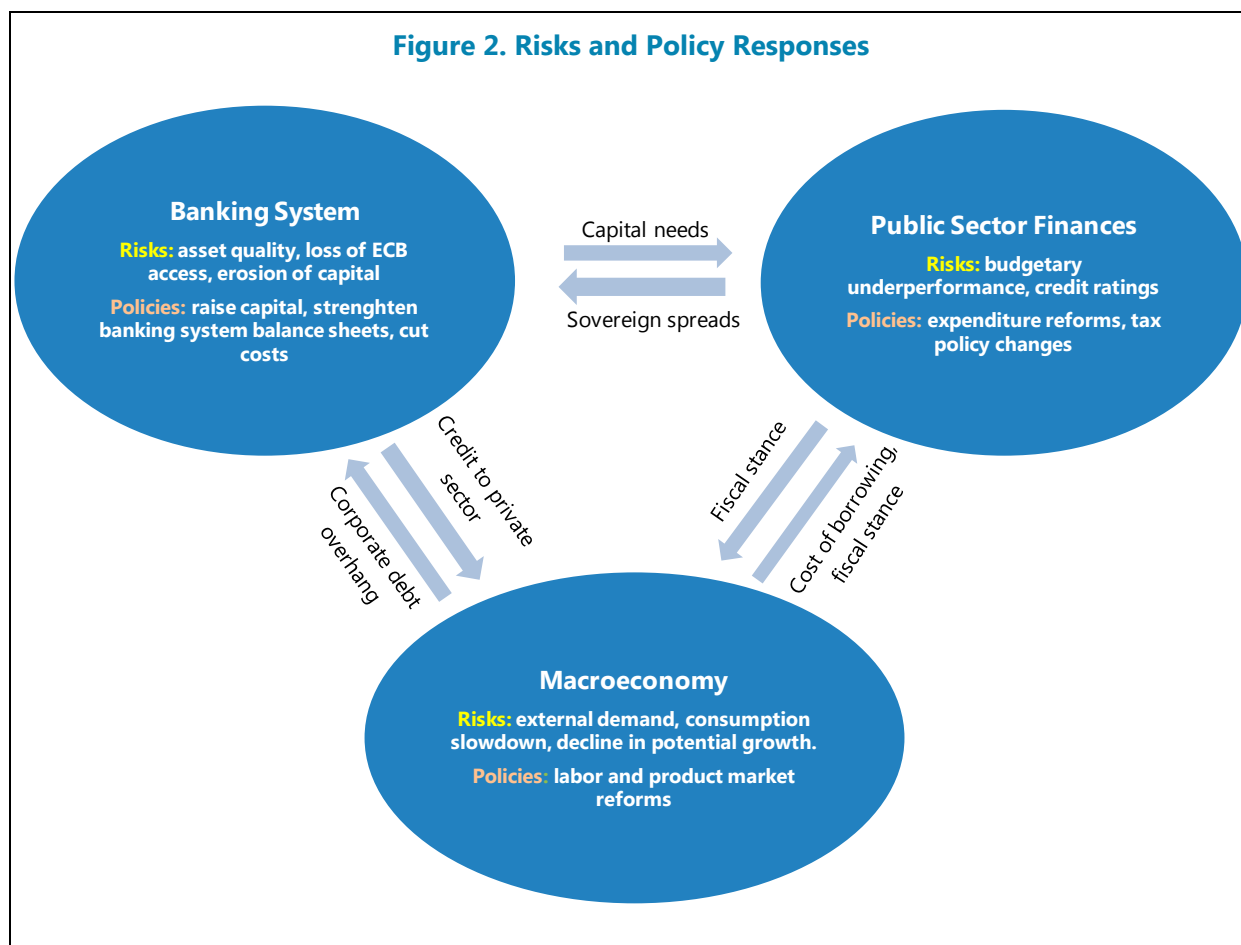 Figure 2. Risks and Policy Responses
Banking System
Risks: asset quality, loss of ECB
access, erosion of capital
Policies: raise capital, strenghten
banking system balance sheets, cut
costs
Capital needs
Sovereign spreads
Public Sector Finances
Risks: budgetary
underperformance, credit ratings
Policies: expenditure reforms, tax
policy changes
Credit to private
sector
Corporate debt
overhang
Fiscal stance
Cost of borrowing,
fiscal stance
Macroeconomy
Risks: external demand, consumption
slowdown, decline in potential growth.
Policies: labor and product market
reforms